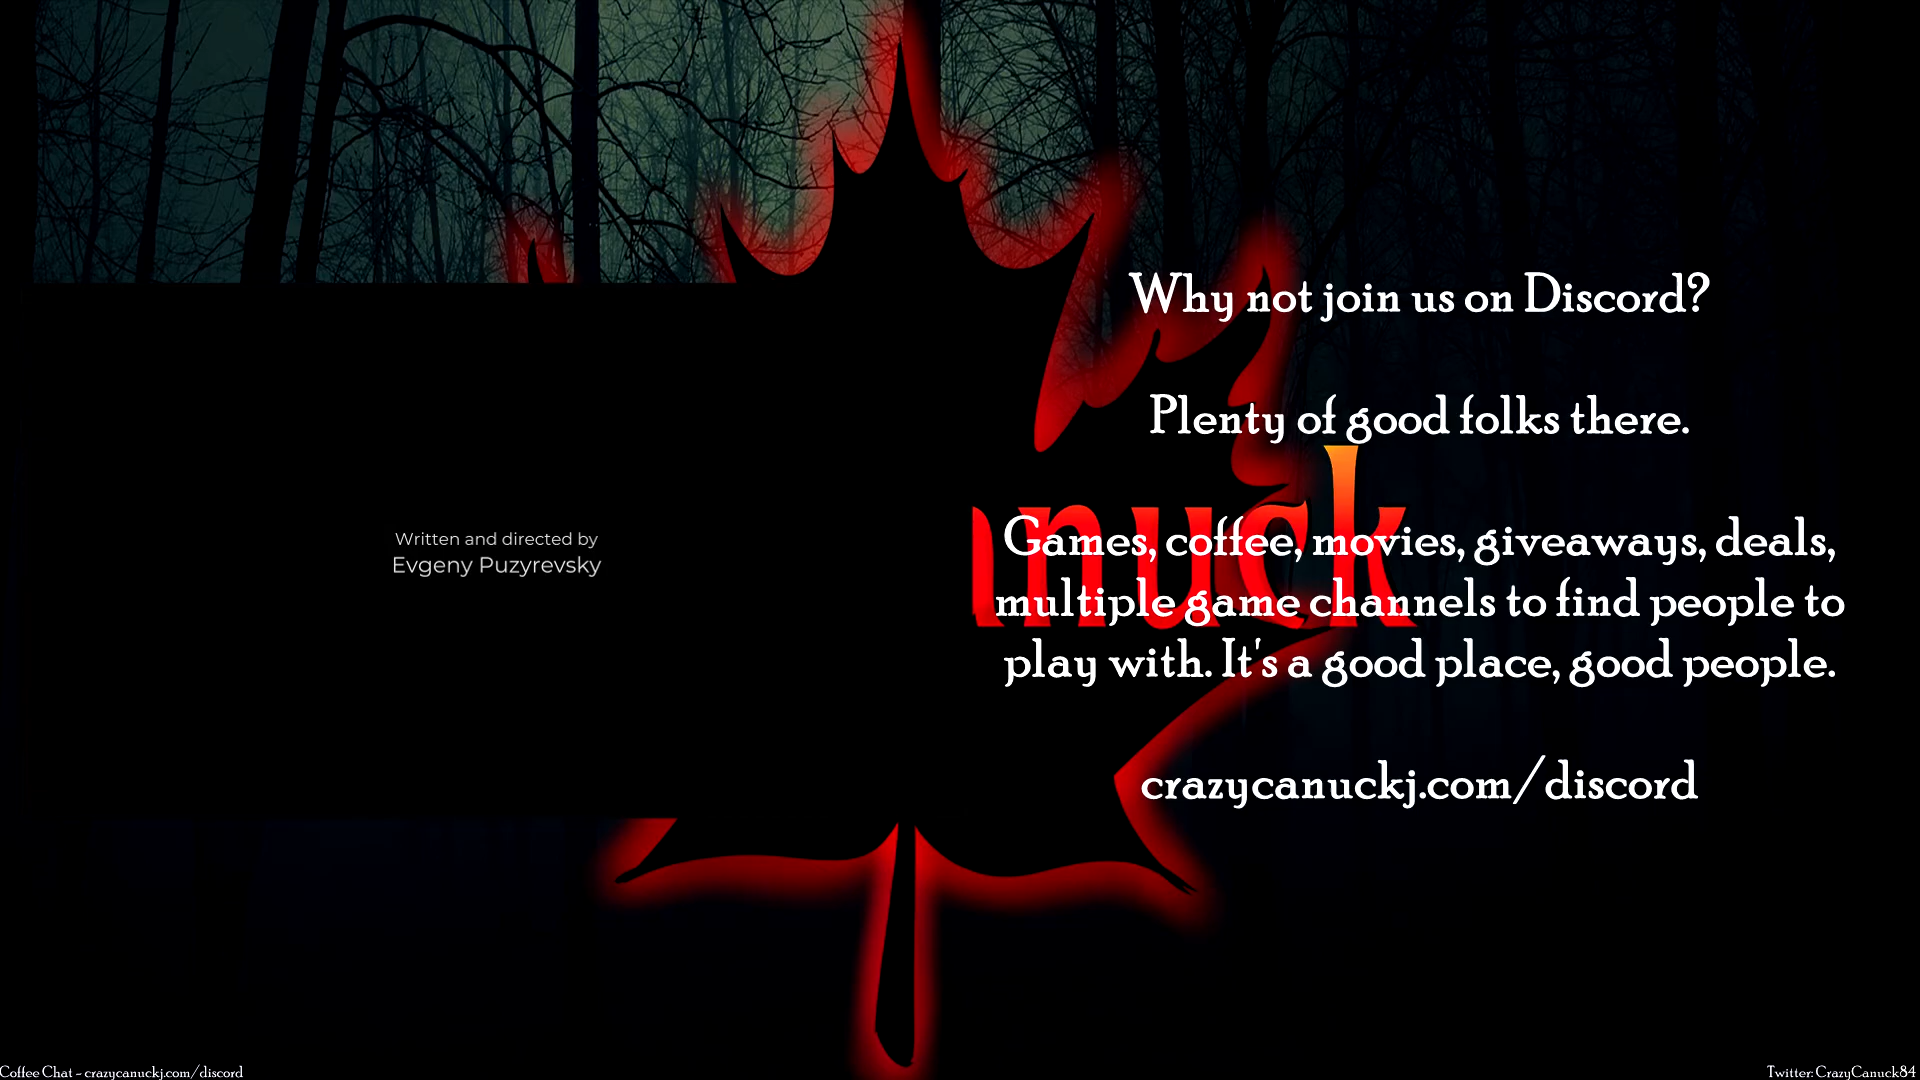 Why not join us on Discord?
Plenty of good folks there.
Written and directed by
Evgeny Puzyrevsky
nuck
Games, coffee, movies, giveaways, deals,
multiple game channels to find people to
play with. It's a good place, good people.
crazycanuckj.com/discord
Coffee Chat - crazycanuckj.com/discord
Twitter: CrazyCanuck84